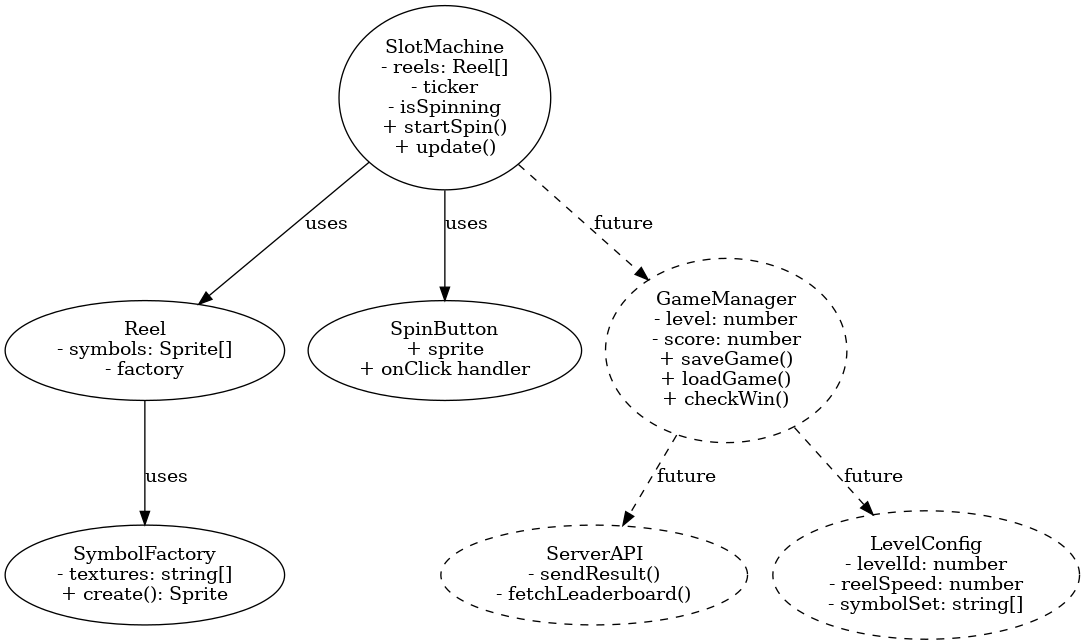 SlotMachine
- reels: Reel[]
- ticker
- isSpinning
+ startSpin()
+ update()
uses
uses
future
Reel
- symbols: Sprite[]
- factory
SpinButton
+ sprite
+ onClick handler
GameManager
- level: number
- score: number
+ saveGame()
+ loadGame()
+ checkWin()
uses
future
future
SymbolFactory
- textures: string[]
+ create(): Sprite
ServerAPI
- sendResult()
- fetchLeaderboard()
LevelConfig
- levelId: number
- reelSpeed: number
- symbolSet: string[]